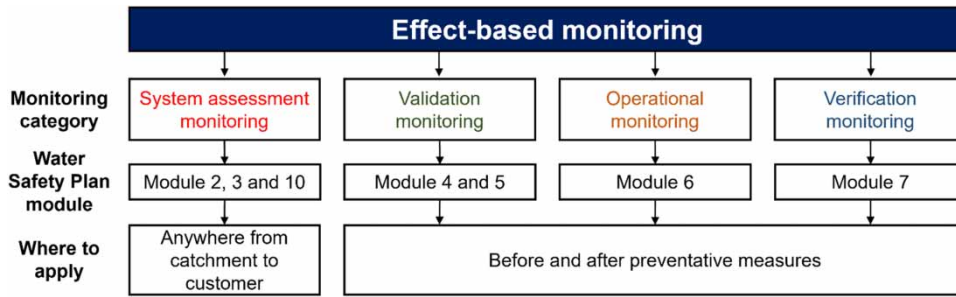 Effect-based monitoring
Monitoring
category
System assessment
monitoring
Validation
monitoring
Operational
monitoring
Verification
monitoring
Water
Safety Plan
module
Module 2, 3 and 10
Module 4 and 5
Module 6
Module 7
Where to
apply
Anywhere from
catchment to
customer
Before and after preventative measures